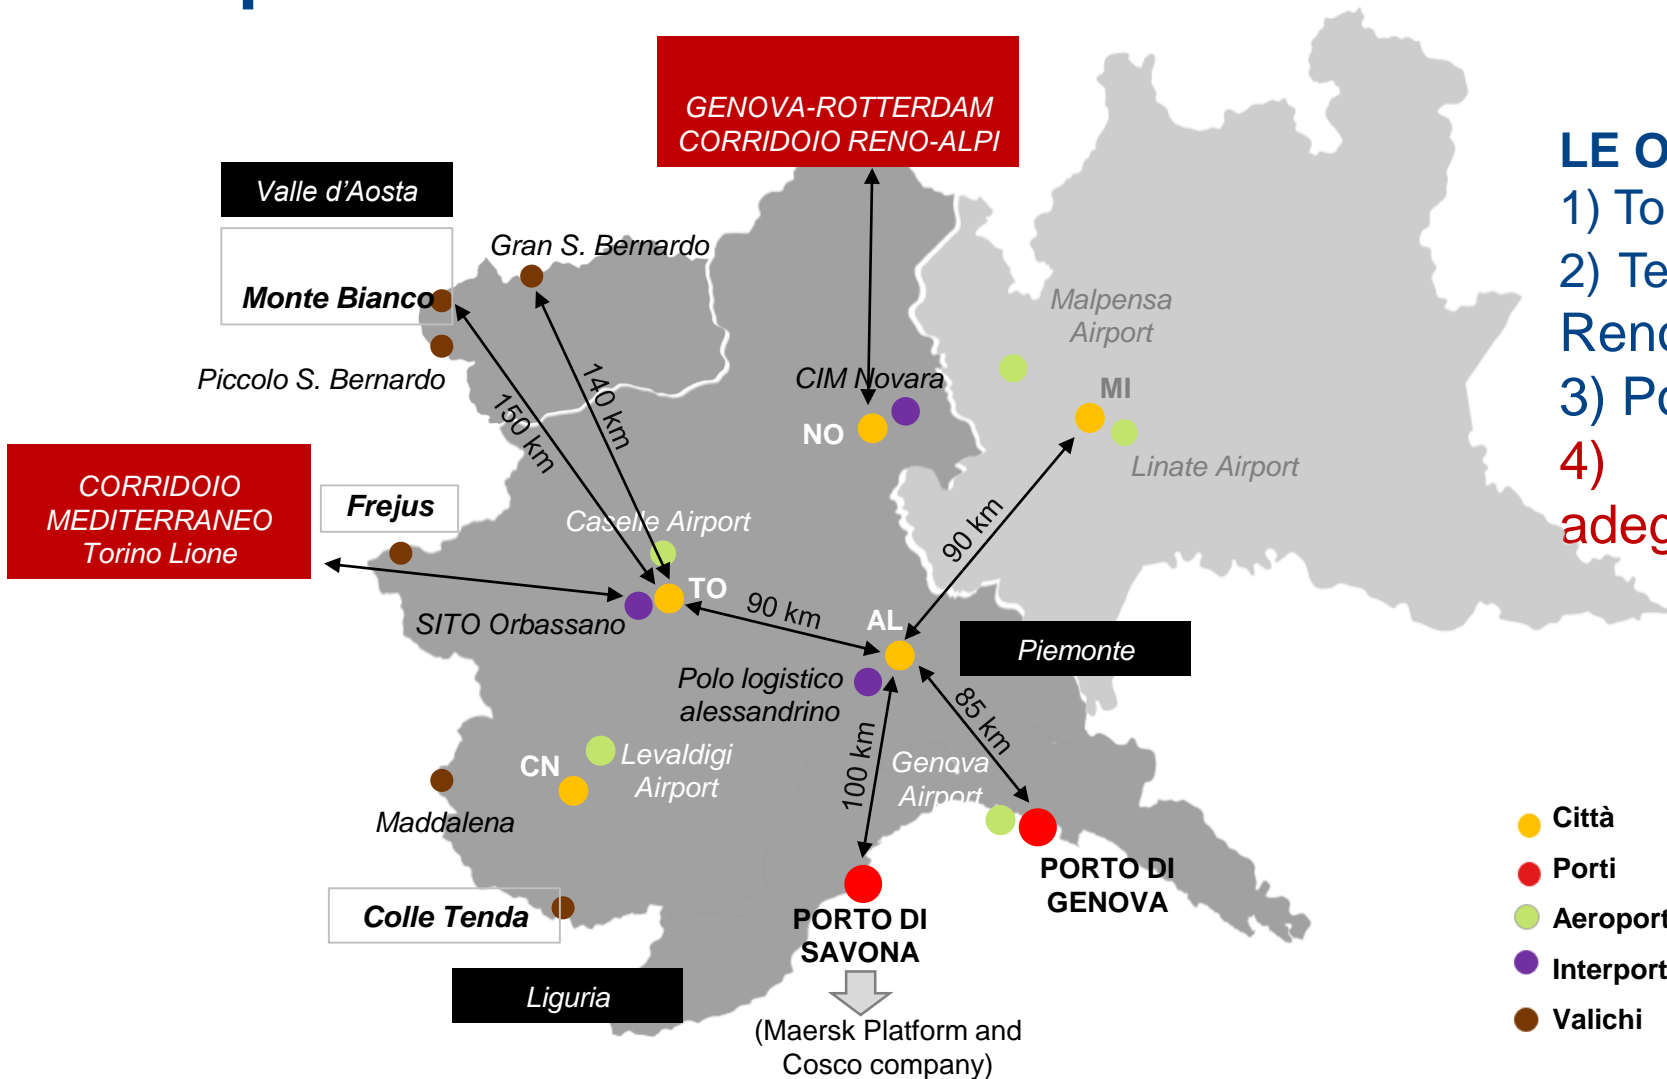 GENOVA-ROTTERDAM
CORRIDOIO RENO-ALPI
Valle d’Aosta
Gran S. Bernardo
Monte Bianco
Piccolo S. Bernardo
150 km
140 km
CIM Novara
NO
Malpensa
Airport
MI
Linate Airport
90 km
CORRIDOIO
MEDITERRANEO
Torino Lione
Frejus
Caselle Airport
TO
SITO Orbassano
90 km
AL
Piemonte
Polo logistico
alessandrino
100 km
85 km
CN
Levaldigi
Airport
Genova
Airport
Maddalena
PORTO DI
GENOVA
Colle Tenda
PORTO DI
SAVONA
Liguria
(Maersk Platform and
Cosco company)
LE O
1) To
2) Te
Reno
3) Po
4)
adeg
Città
Porti
Aeroport
Interport
Valichi